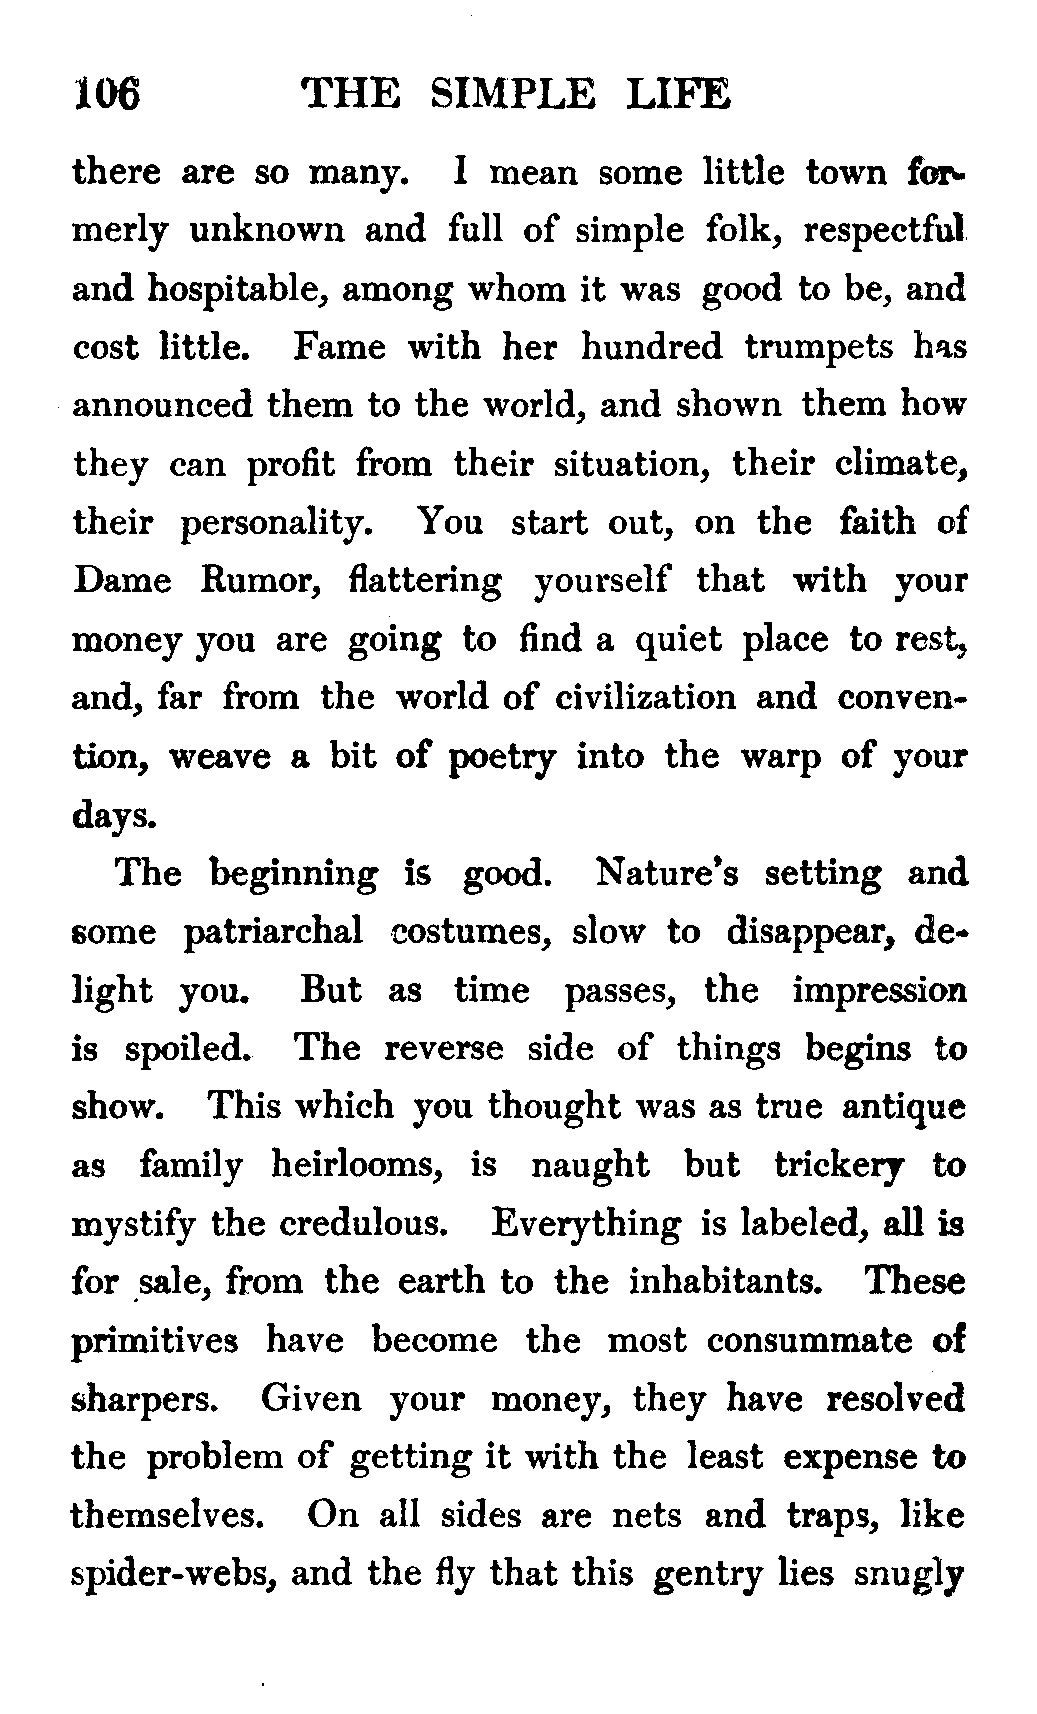 106 THE SIMPLE LIFE
there are so many. I mean some little town for-
merly unknown and full of simple folk, respectful
and hospitable, among whom it was good to be, and
cost little. Fame with her hundred trumpets has
announced them to the world, and shown them how
they can profit from their situation, their climate,
their personality. You start out, on the faith of
Dame Rumor, flattering yourself that with your
money you are going to find a quiet place to rest,
and, far from the world of civilization and conven-
tion, weave a bit of poetry into the warp of your
days.
The beginning is good. Nature's setting and
some patriarchal costumes, slow to disappear, de-
light you. But as time passes, the impression
is spoiled. The reverse side of things begins to
show. This which you thought was as true antique
as family heirlooms, is naught but trickery to
mystify the credulous. Everything is labeled, all is
for sale, from the earth to the inhabitants. These
primitives have become the most consummate of
sharpers. Given your money, they have resolved
the problem of getting it with the least expense to
themselves. On all sides are nets and traps, like
spider-webs, and the fly that this gentry lies snugly